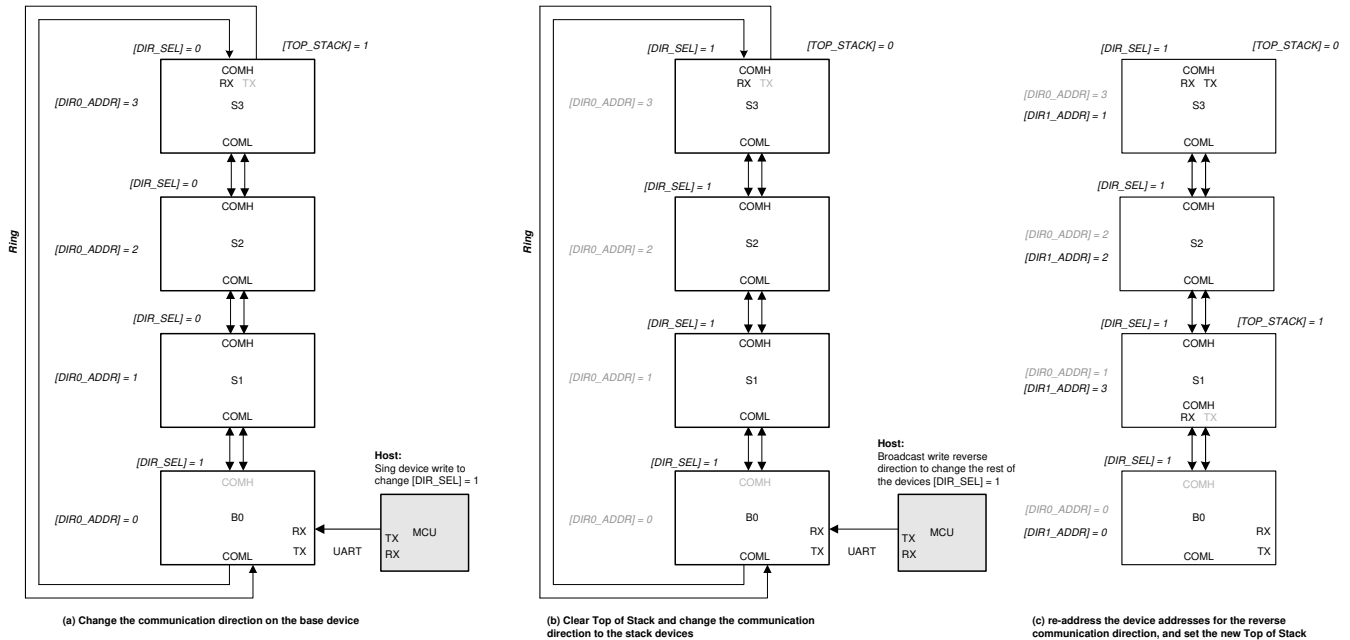 [DIR_SEL] = 0
[TOP_STACK] = 1
COMH
RX TX
[DIR0_ADDR] = 3
S3
COML
[DIR_SEL] = 0
COMH
Ring
[DIR0_ADDR] = 2
S2
COML
[DIR_SEL] = 0
COMH
[DIR0_ADDR] = 1
S1
COML
[DIR_SEL] = 1
Host:
Sing device write to
change [DIR_SEL] = 1
COMH
[DIR0_ADDR] = 0
B0
RX
TX
COML
UART
TX
RX
MCU
(a) Change the communication direction on the base device
[DIR_SEL] = 1
[TOP_STACK] = 0
COMH
RX TX
[DIR0_ADDR] = 3
S3
COML
[DIR_SEL] = 1
COMH
Ring
[DIR0_ADDR] = 2
S2
COML
[DIR_SEL] = 1
COMH
[DIR0_ADDR] = 1
S1
COML
[DIR_SEL] = 1
Host:
Broadcast write reverse
direction to change the rest of
the devices [DIR_SEL] = 1
COMH
[DIR0_ADDR] = 0
B0
RX
TX
COML
UART
TX
RX
MCU
(b) Clear Top of Stack and change the communication
direction to the stack devices
[DIR_SEL] = 1
[TOP_STACK] = 0
COMH
RX TX
[DIR0_ADDR] = 3
[DIR1_ADDR] = 1
S3
COML
[DIR_SEL] = 1
COMH
[DIR0_ADDR] = 2
[DIR1_ADDR] = 2
S2
COML
[DIR_SEL] = 1
[TOP_STACK] = 1
COMH
[DIR0_ADDR] = 1
[DIR1_ADDR] = 3
S1
COMH
RX TX
[DIR_SEL] = 1
COMH
[DIR0_ADDR] = 0
[DIR1_ADDR] = 0
B0
RX
TX
COML
(c) re-address the device addresses for the reverse
communication direction, and set the new Top of Stack